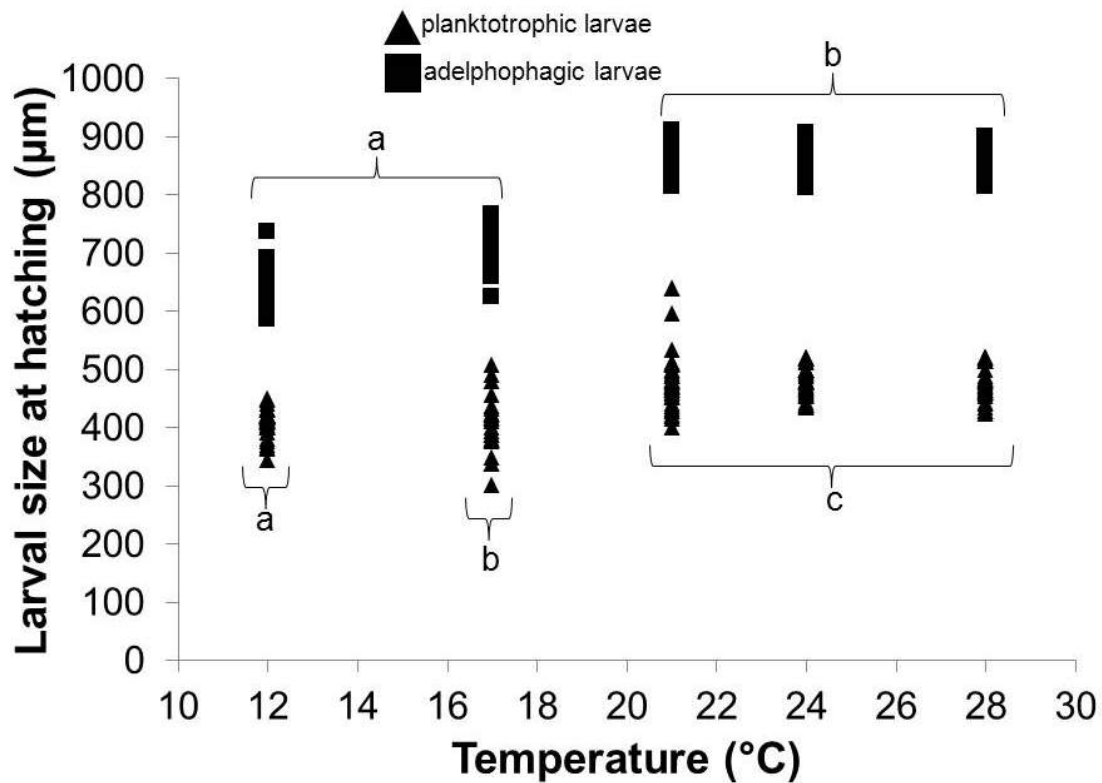 planktotrophic larvae
adelphophagic larvae
Larval size at hatching (µm)
1000
900
800
700
600
500
400
300
200
100
0
a
b
a
b
c
10 12 14 16 18 20 22 24 26 28 30
Temperature (°C)